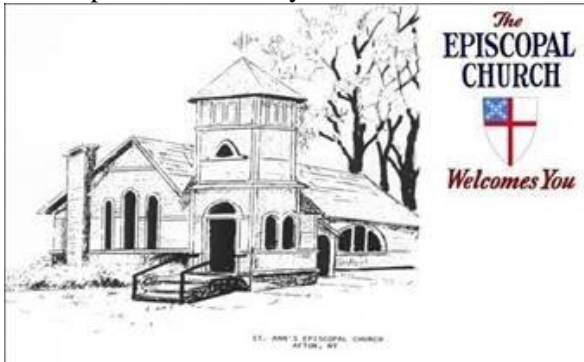 The
EPISCOPAL
CHURCH
Welcomes You
ST. ANN'S EPISCOPAL CHURCH
AFTON, NY